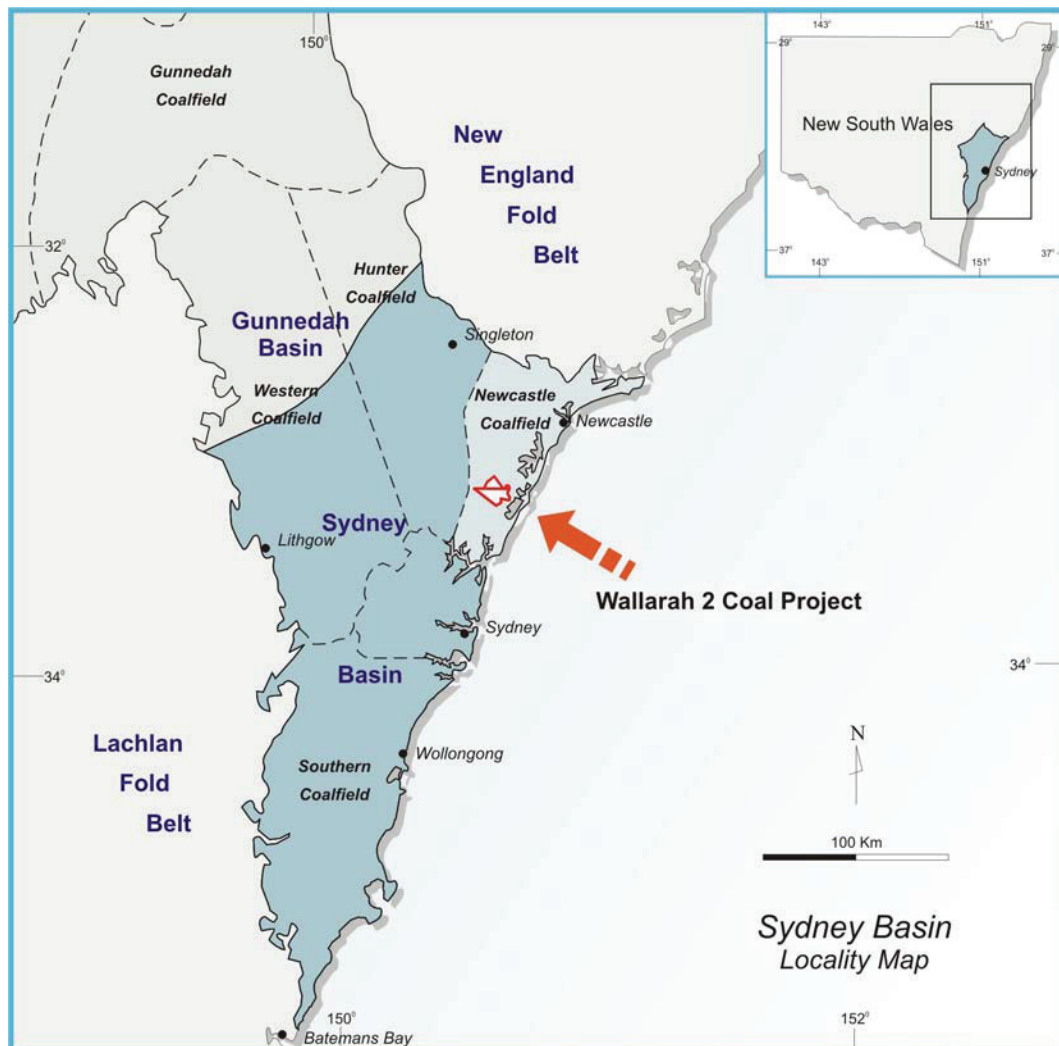 150°
143°
151°
29°
29°
Gunnedah
Coalfield
New South Wales
Sydney
37°
37°
143°
151°
New
England
Fold
Belt
32°
Hunter
Coalfield
Gunnedah
Basin
Singleton
Western
Coalfield
Newcastle
Coalfield
Newcastle
Sydney
Lithgow
Wallarah 2 Coal Project
Sydney
Basin
34°
34°
Lachlan
Fold
Belt
Wollongong
Southern
Coalfield
N
100 Km
Sydney Basin
Locality Map
150°
152°
Batemans Bay